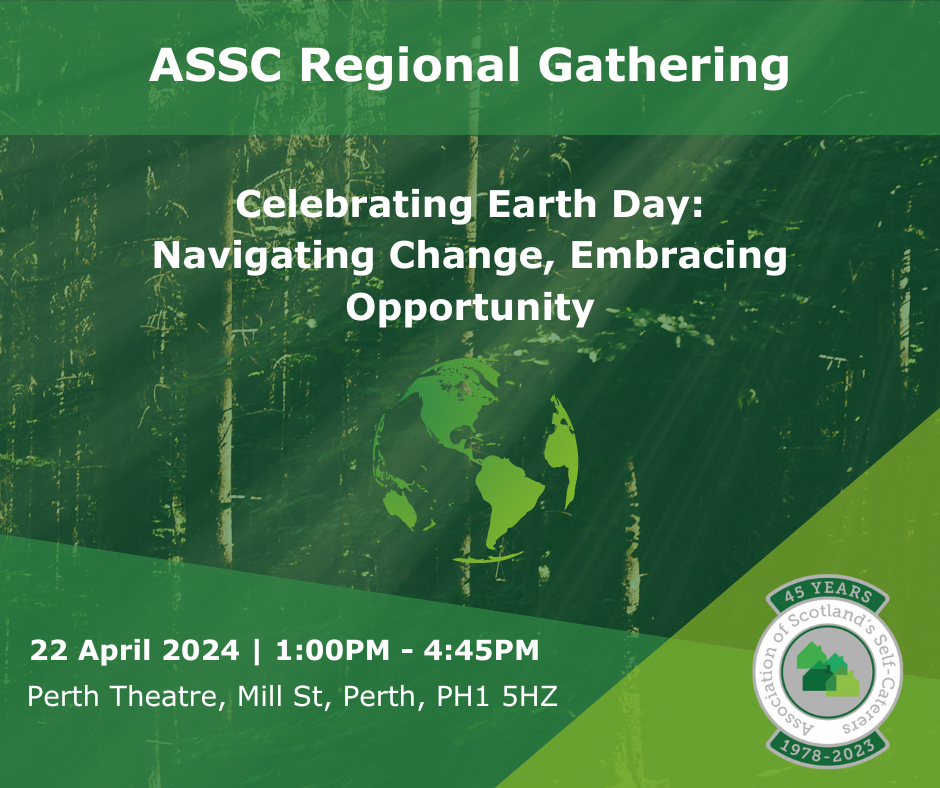 ASSC Regional Gathering
Celebrating Earth Day:
Navigating Change, Embracing
Opportunity
22 April 2024 | 1:00PM - 4:45PM
Perth Theatre, Mill St, Perth, PH1 5HZ
45 YEARS
Association of Scotland's Self-Caterers
1978-2023